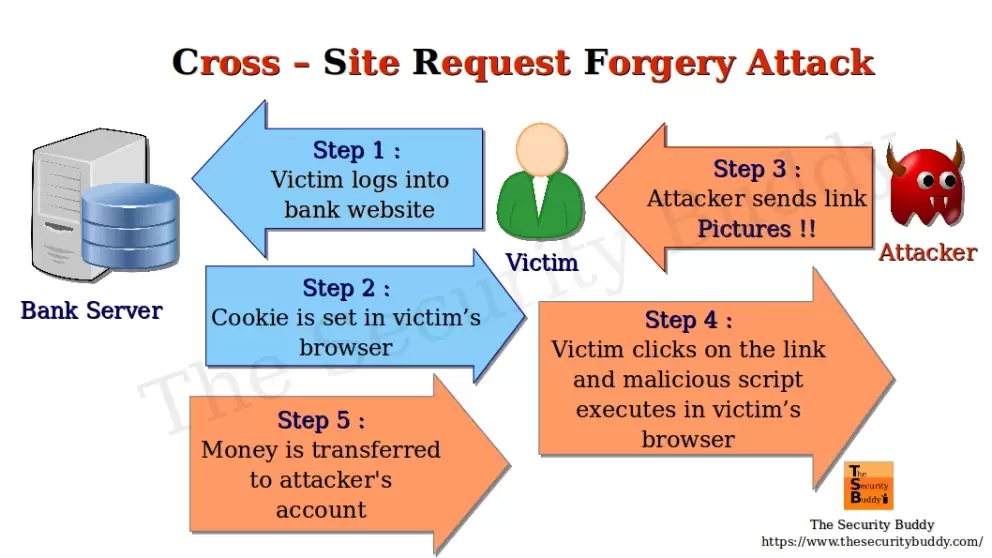 Cross – Site Request Forgery Attack
Step 1 :
Victim logs into
bank website
Victim
Step 3 :
Attacker sends link
Pictures !!
Attacker
Bank Server
Step 2 :
Cookie is set in victim’s
browser
Step 4 :
Victim clicks on the link
and malicious script
executes in victim’s
browser
Step 5 :
Money is transferred
to attacker's
account
The Security Buddy
The
Security
Buddy
The Security Buddy
https://www.thesecuritybuddy.com/